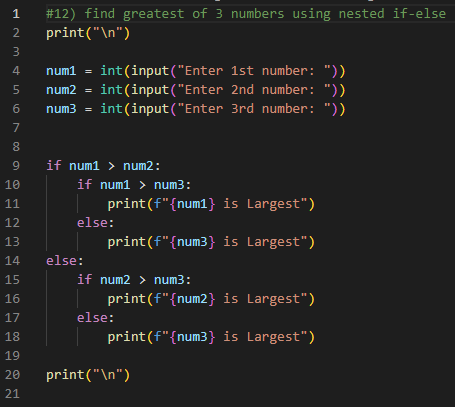 1 #12) find greatest of 3 numbers using nested if-else
2 print("\n")
3
4 num1 = int(input("Enter 1st number: "))
5 num2 = int(input("Enter 2nd number: "))
6 num3 = int(input("Enter 3rd number: "))
7
8
9 if num1 > num2:
10     if num1 > num3:
11         print(f"{num1} is Largest")
12     else:
13         print(f"{num3} is Largest")
14 else:
15     if num2 > num3:
16         print(f"{num2} is Largest")
17     else:
18         print(f"{num3} is Largest")
19
20 print("\n")
21